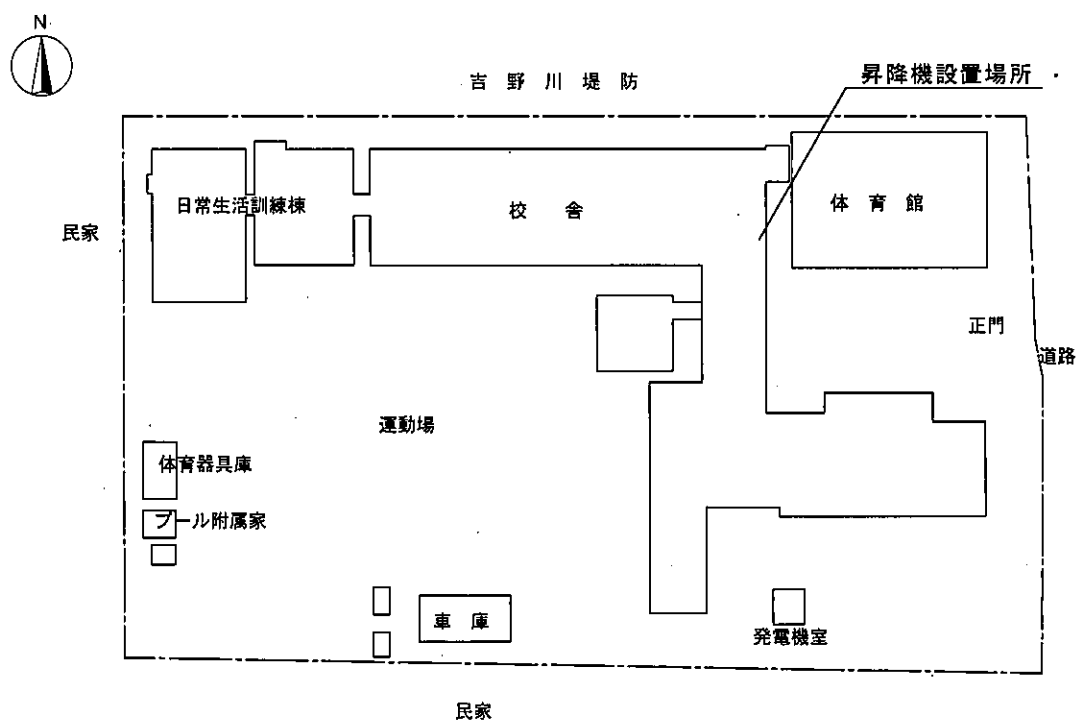 N
吉野川堤防
昇降機設置場所
日常生活訓練棟
校舎
体育館
民家
正門
道路
運動場
体育器具庫
プール附属家
車庫
発電機室
民家